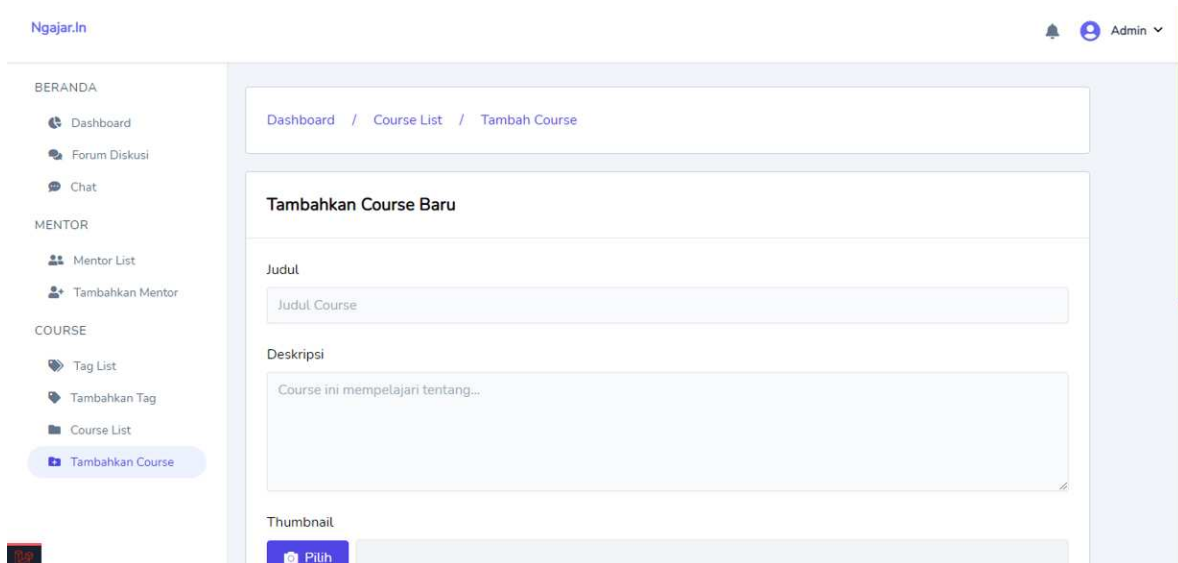 Ngajar.In
Admin
BERANDA
Dashboard
Forum Diskusi
Chat
MENTOR
Mentor List
Tambahkan Mentor
COURSE
Tag List
Tambahkan Tag
Course List
Tambahkan Course
Dashboard / Course List / Tambah Course
Tambahkan Course Baru
Judul
Judul Course
Deskripsi
Course ini mempelajari tentang...
Thumbnail
Pilih